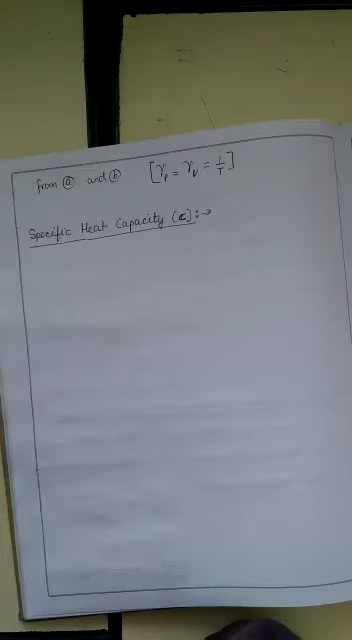 from ⓐ and ⓑ [γₚ = γᵥ = 1/T]
Specific Heat Capacity (c):→